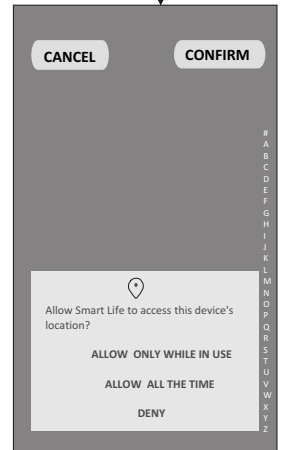 CANCEL CONFIRM
#
A
B
C
D
E
F
G
H
I
J
K
L
M
N
O
P
Q
R
S
T
U
V
W
X
Y
Z
Allow Smart Life to access this device's
location?
ALLOW ONLY WHILE IN USE
ALLOW ALL THE TIME
DENY